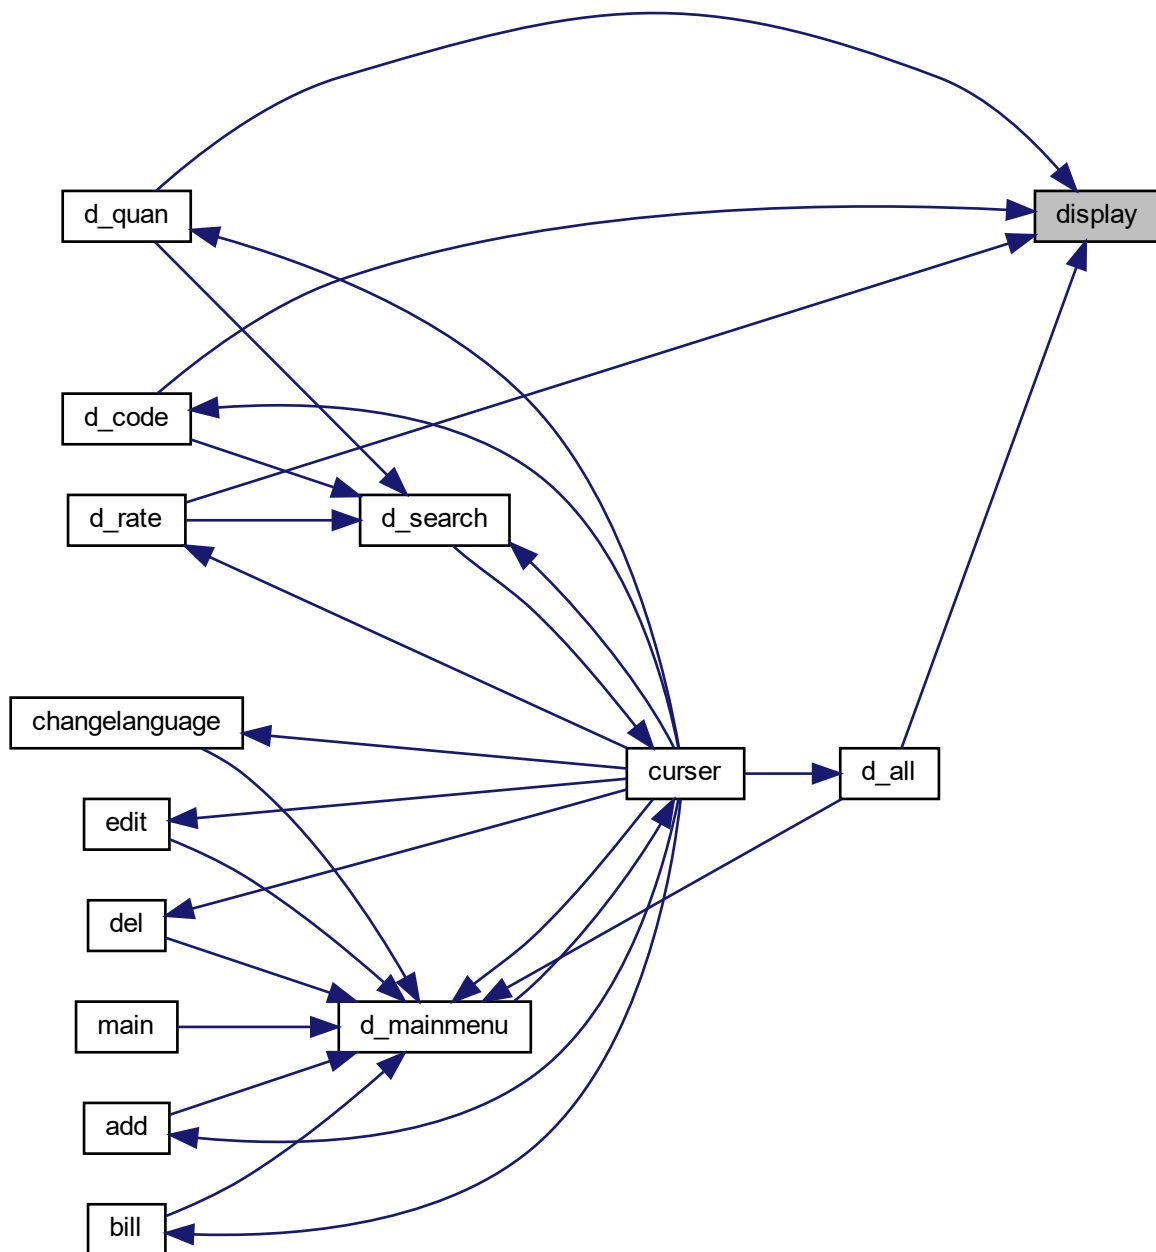 d_quan
display
d_code
d_rate
d_search
changelanguage
curser
d_all
edit
del
main
d_mainmenu
add
bill